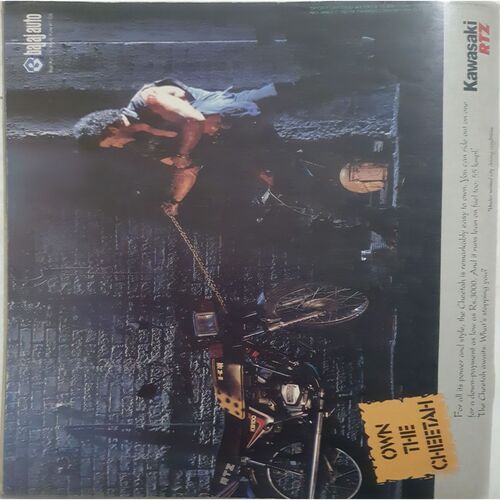 bajaj auto
OWN
THE
CHEETAH
RTZ
For all its power and style, the Cheetah is remarkably easy to own. You can ride out on one
for a down-payment as low as Rs.3000. And it runs lean on fuel too. 55 kmpl*
The Cheetah awaits. What's stopping you?
Kawasaki
RTZ